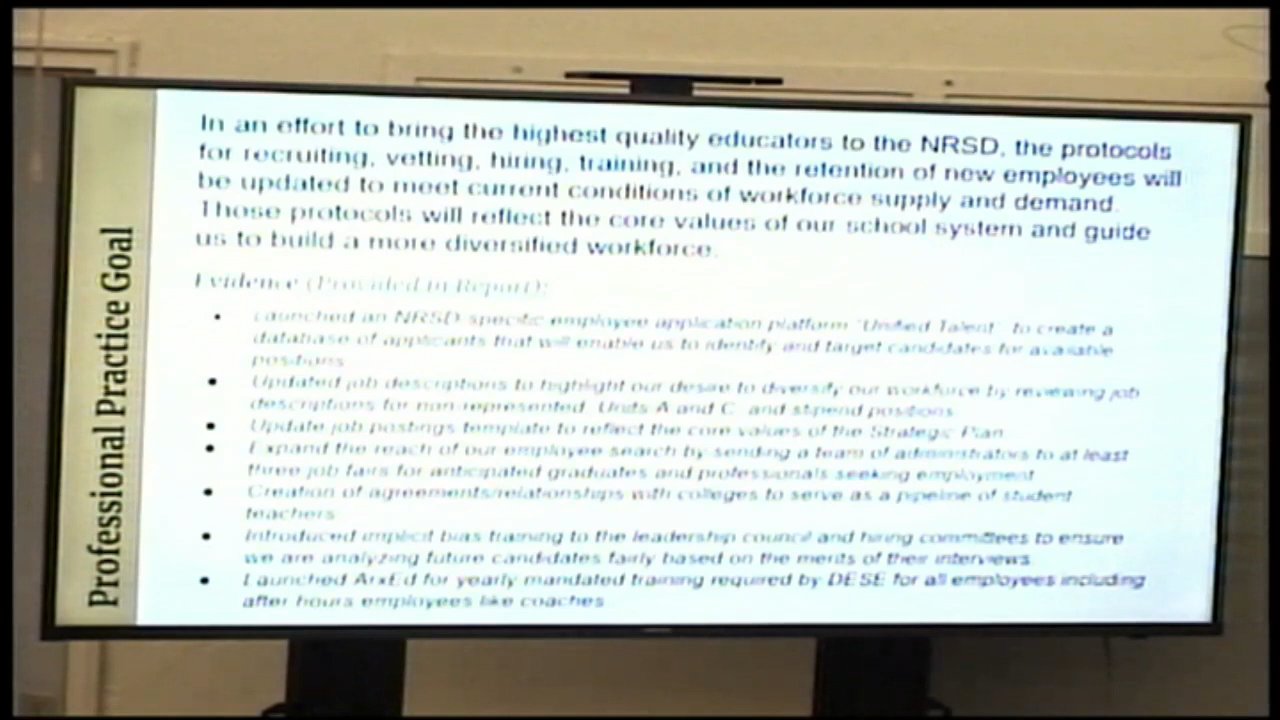 Professional Practice Goal
In an effort to bring the highest quality educators to the NRSD, the protocols
for recruiting, vetting, hiring, training, and the retention of new employees will
be updated to meet current conditions of workforce supply and demand.
Those protocols will reflect the core values of our school system and guide
us to build a more diversified workforce.
Evidence (Provided in Report):
• Launched an NRSD specific employee application platform "Unified Talent" to create a
database of applicants that will enable us to identify and target candidates for available
positions
• Updated job descriptions to highlight our desire to diversify our workforce by reviewing job
descriptions for non-represented, Units A and C, and stipend positions
• Update job postings template to reflect the core values of the Strategic Plan
• Expand the reach of our employee search by sending a team of administrators to at least
three job fairs for anticipated graduates and professionals seeking employment
• Creation of agreements/relationships with colleges to serve as a pipeline of student
teachers
• Introduced implicit bias training to the leadership council and hiring committees to ensure
we are analyzing future candidates fairly based on the merits of their interviews
• Launched ArxEd for yearly mandated training required by DESE for all employees including
after hours employees like coaches